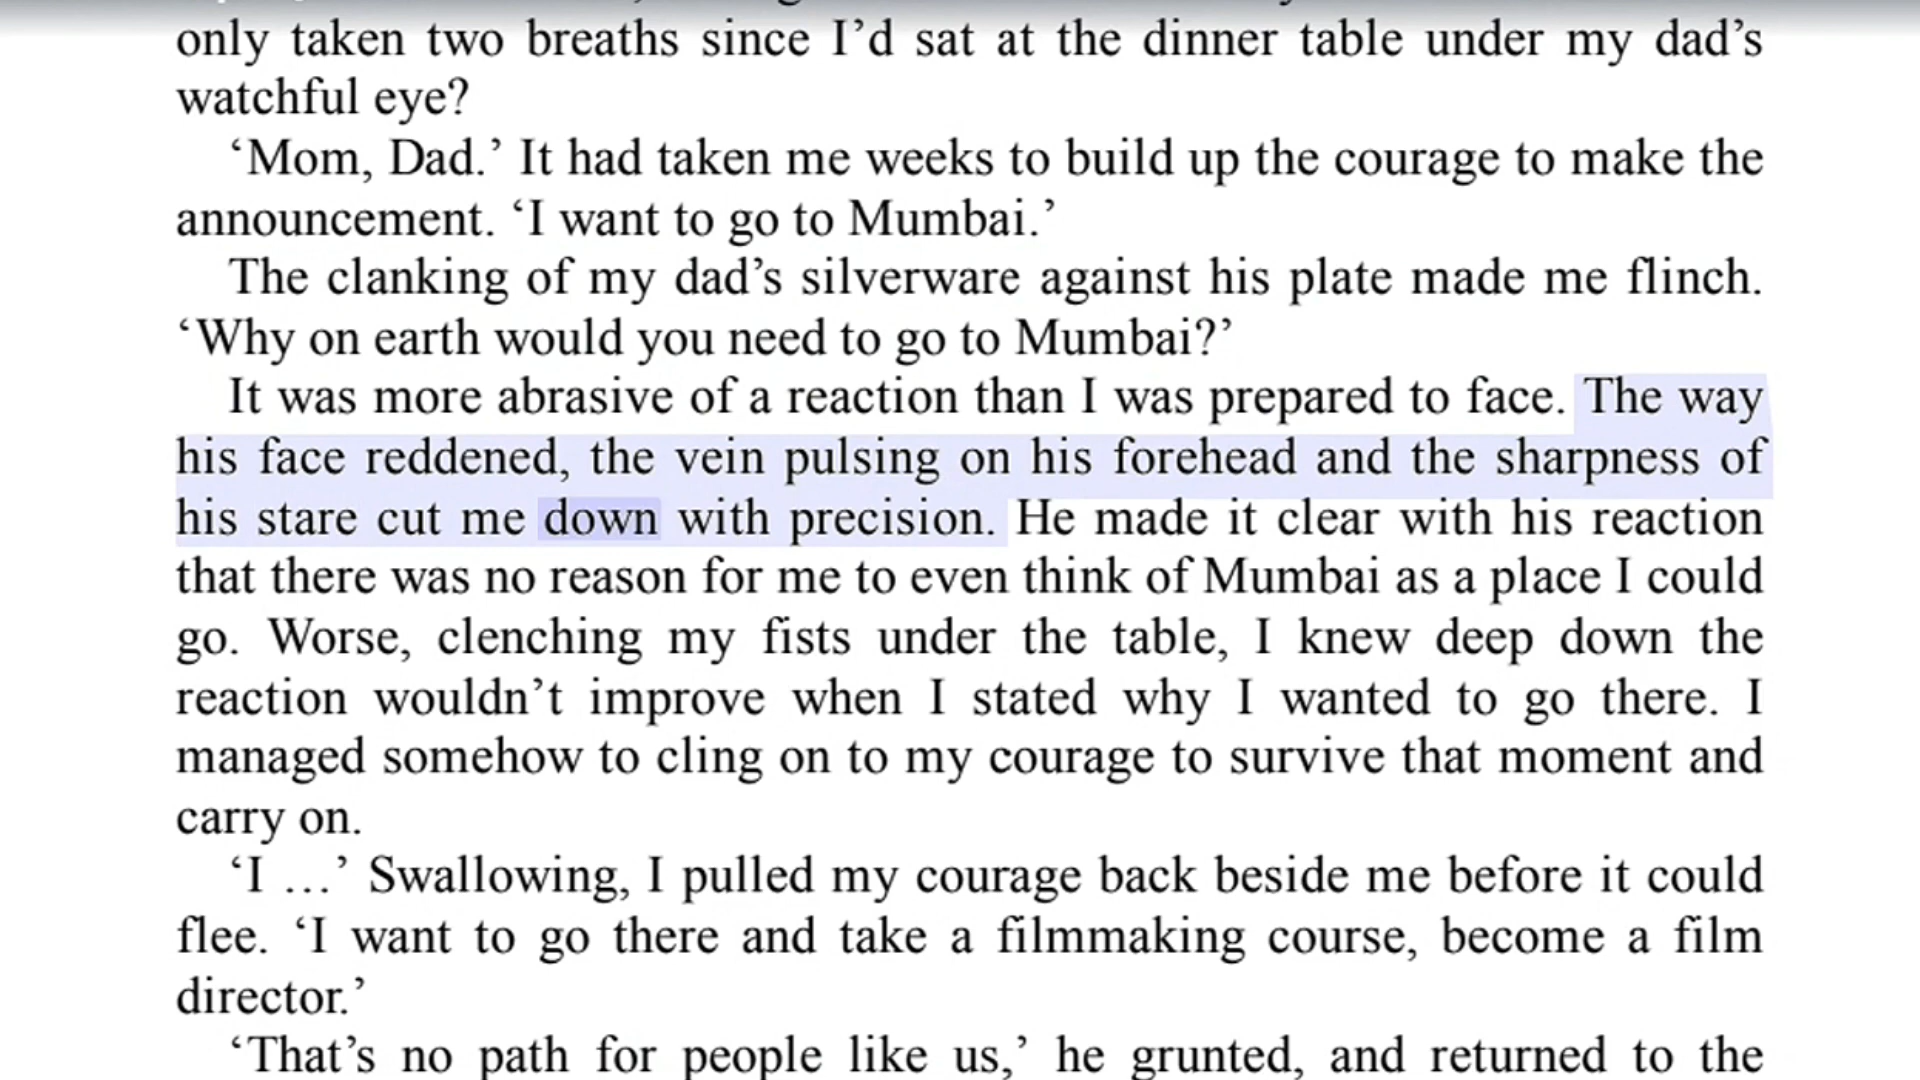 only taken two breaths since I’d sat at the dinner table under my dad’s
watchful eye?
‘Mom, Dad.’ It had taken me weeks to build up the courage to make the
announcement. ‘I want to go to Mumbai.’
The clanking of my dad’s silverware against his plate made me flinch.
‘Why on earth would you need to go to Mumbai?’
It was more abrasive of a reaction than I was prepared to face. The way
his face reddened, the vein pulsing on his forehead and the sharpness of
his stare cut me down with precision. He made it clear with his reaction
that there was no reason for me to even think of Mumbai as a place I could
go. Worse, clenching my fists under the table, I knew deep down the
reaction wouldn’t improve when I stated why I wanted to go there. I
managed somehow to cling on to my courage to survive that moment and
carry on.
‘I …’ Swallowing, I pulled my courage back beside me before it could
flee. ‘I want to go there and take a filmmaking course, become a film
director.’
‘That’s no path for people like us,’ he grunted, and returned to the